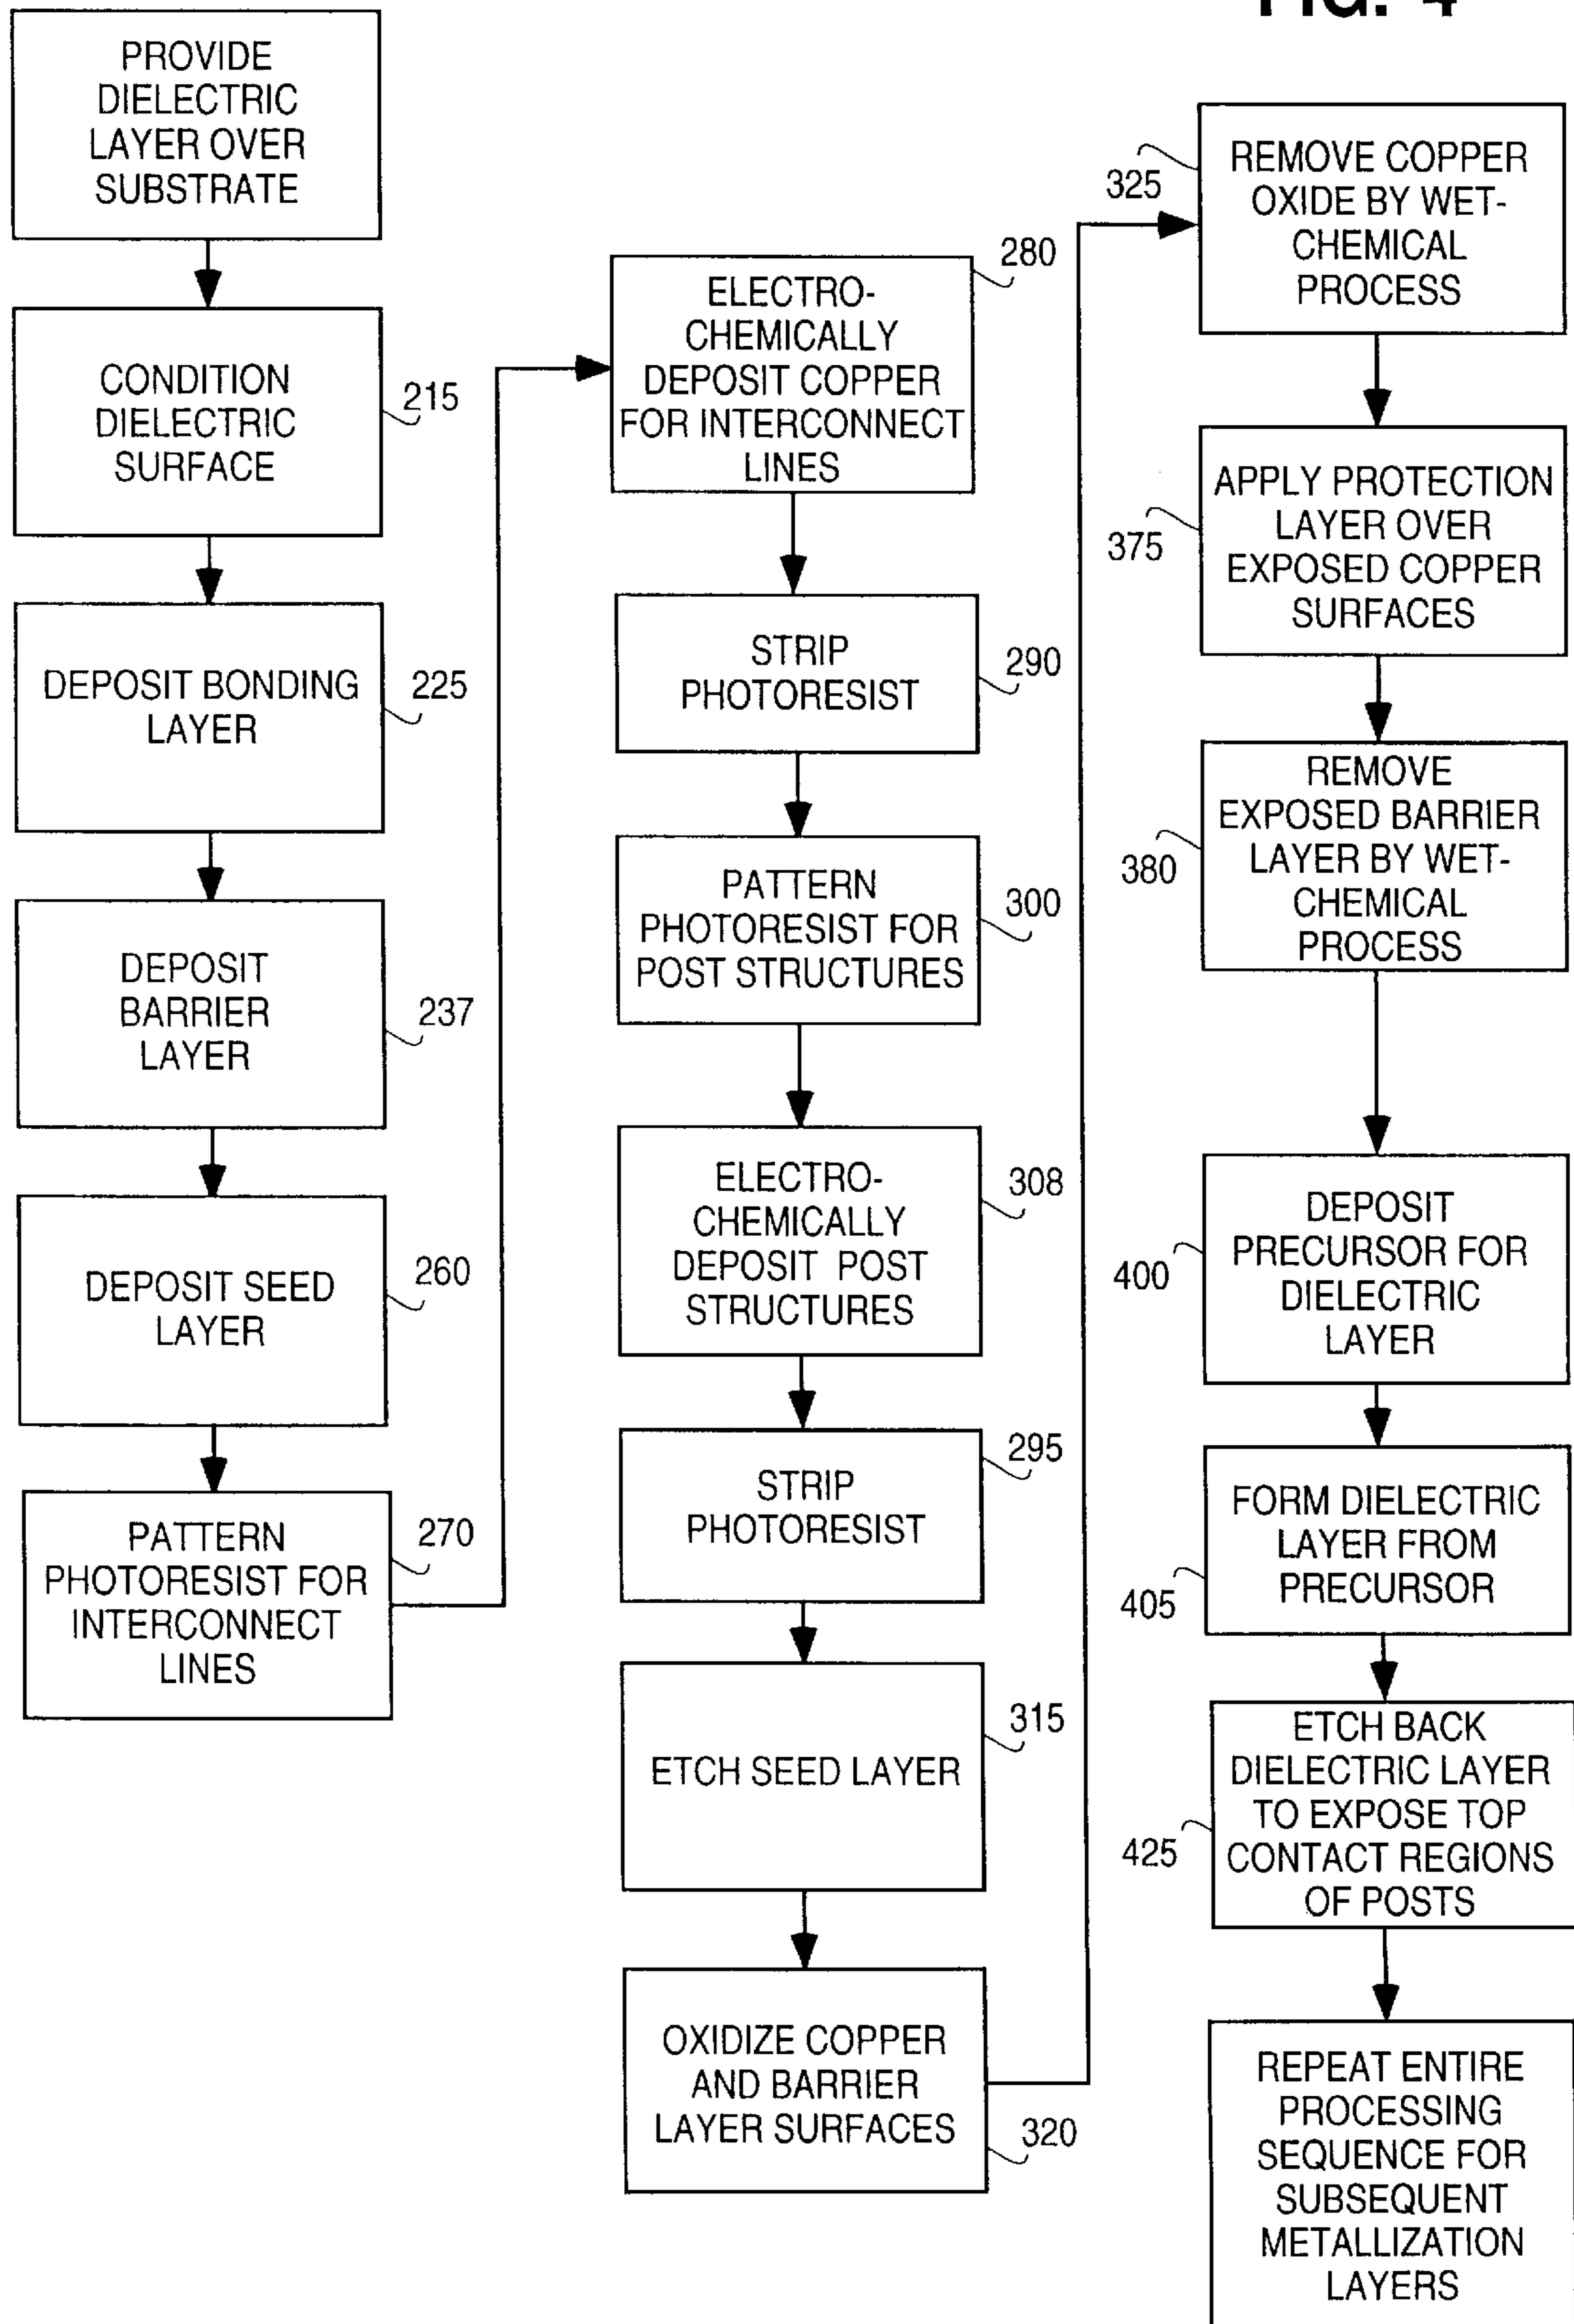 FIG. 4
PROVIDE
DIELECTRIC
LAYER OVER
SUBSTRATE
CONDITION
DIELECTRIC
SURFACE
215
DEPOSIT BONDING
LAYER
225
DEPOSIT
BARRIER
LAYER
237
DEPOSIT SEED
LAYER
260
PATTERN
PHOTORESIST FOR
INTERCONNECT
LINES
270
ELECTRO-
CHEMICALLY
DEPOSIT COPPER
FOR INTERCONNECT
LINES
280
STRIP
PHOTORESIST
290
PATTERN
PHOTORESIST FOR
POST STRUCTURES
300
ELECTRO-
CHEMICALLY
DEPOSIT POST
STRUCTURES
308
STRIP
PHOTORESIST
295
ETCH SEED LAYER
315
OXIDIZE COPPER
AND BARRIER
LAYER SURFACES
320
REMOVE COPPER
OXIDE BY WET-
CHEMICAL
PROCESS
325
APPLY PROTECTION
LAYER OVER
EXPOSED COPPER
SURFACES
375
REMOVE
EXPOSED BARRIER
LAYER BY WET-
CHEMICAL
PROCESS
380
DEPOSIT
PRECURSOR FOR
DIELECTRIC
LAYER
400
FORM DIELECTRIC
LAYER FROM
PRECURSOR
405
ETCH BACK
DIELECTRIC LAYER
TO EXPOSE TOP
CONTACT REGIONS
OF POSTS
425
REPEAT ENTIRE
PROCESSING
SEQUENCE FOR
SUBSEQUENT
METALLIZATION
LAYERS